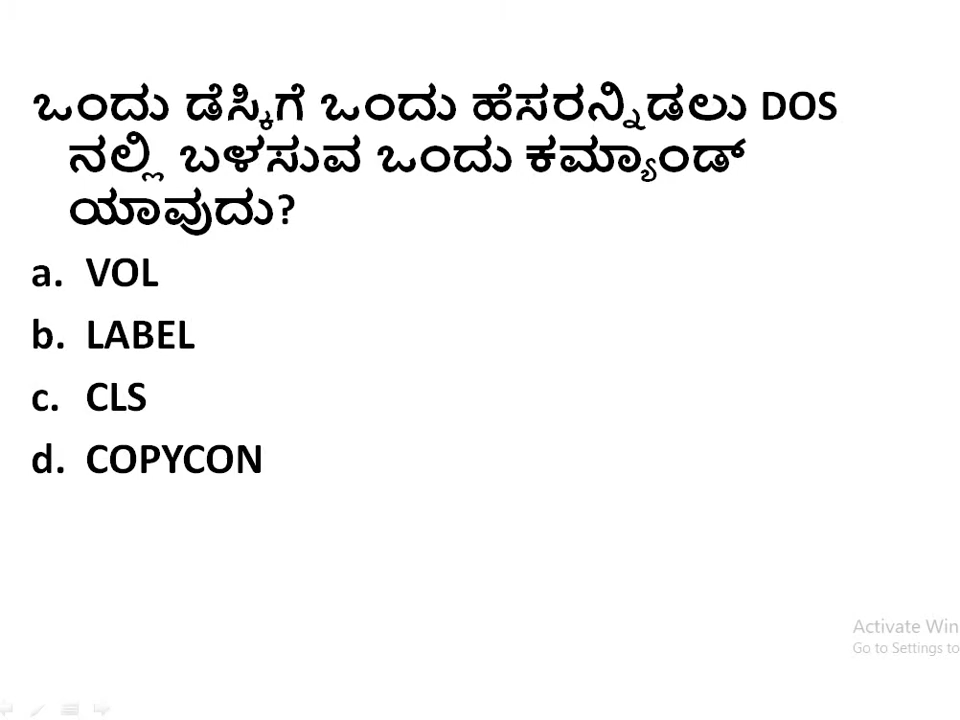 ಒಂದು ಡೆಸ್ಕಿಗೆ ಒಂದು ಹೆಸರನ್ನಿಡಲು DOS
ನಲ್ಲಿ ಬಳಸುವ ಒಂದು ಕಮ್ಯಾಂಡ್
ಯಾವುದು?
a. VOL
b. LABEL
c. CLS
d. COPYCON
Activate Win
Go to Settings to